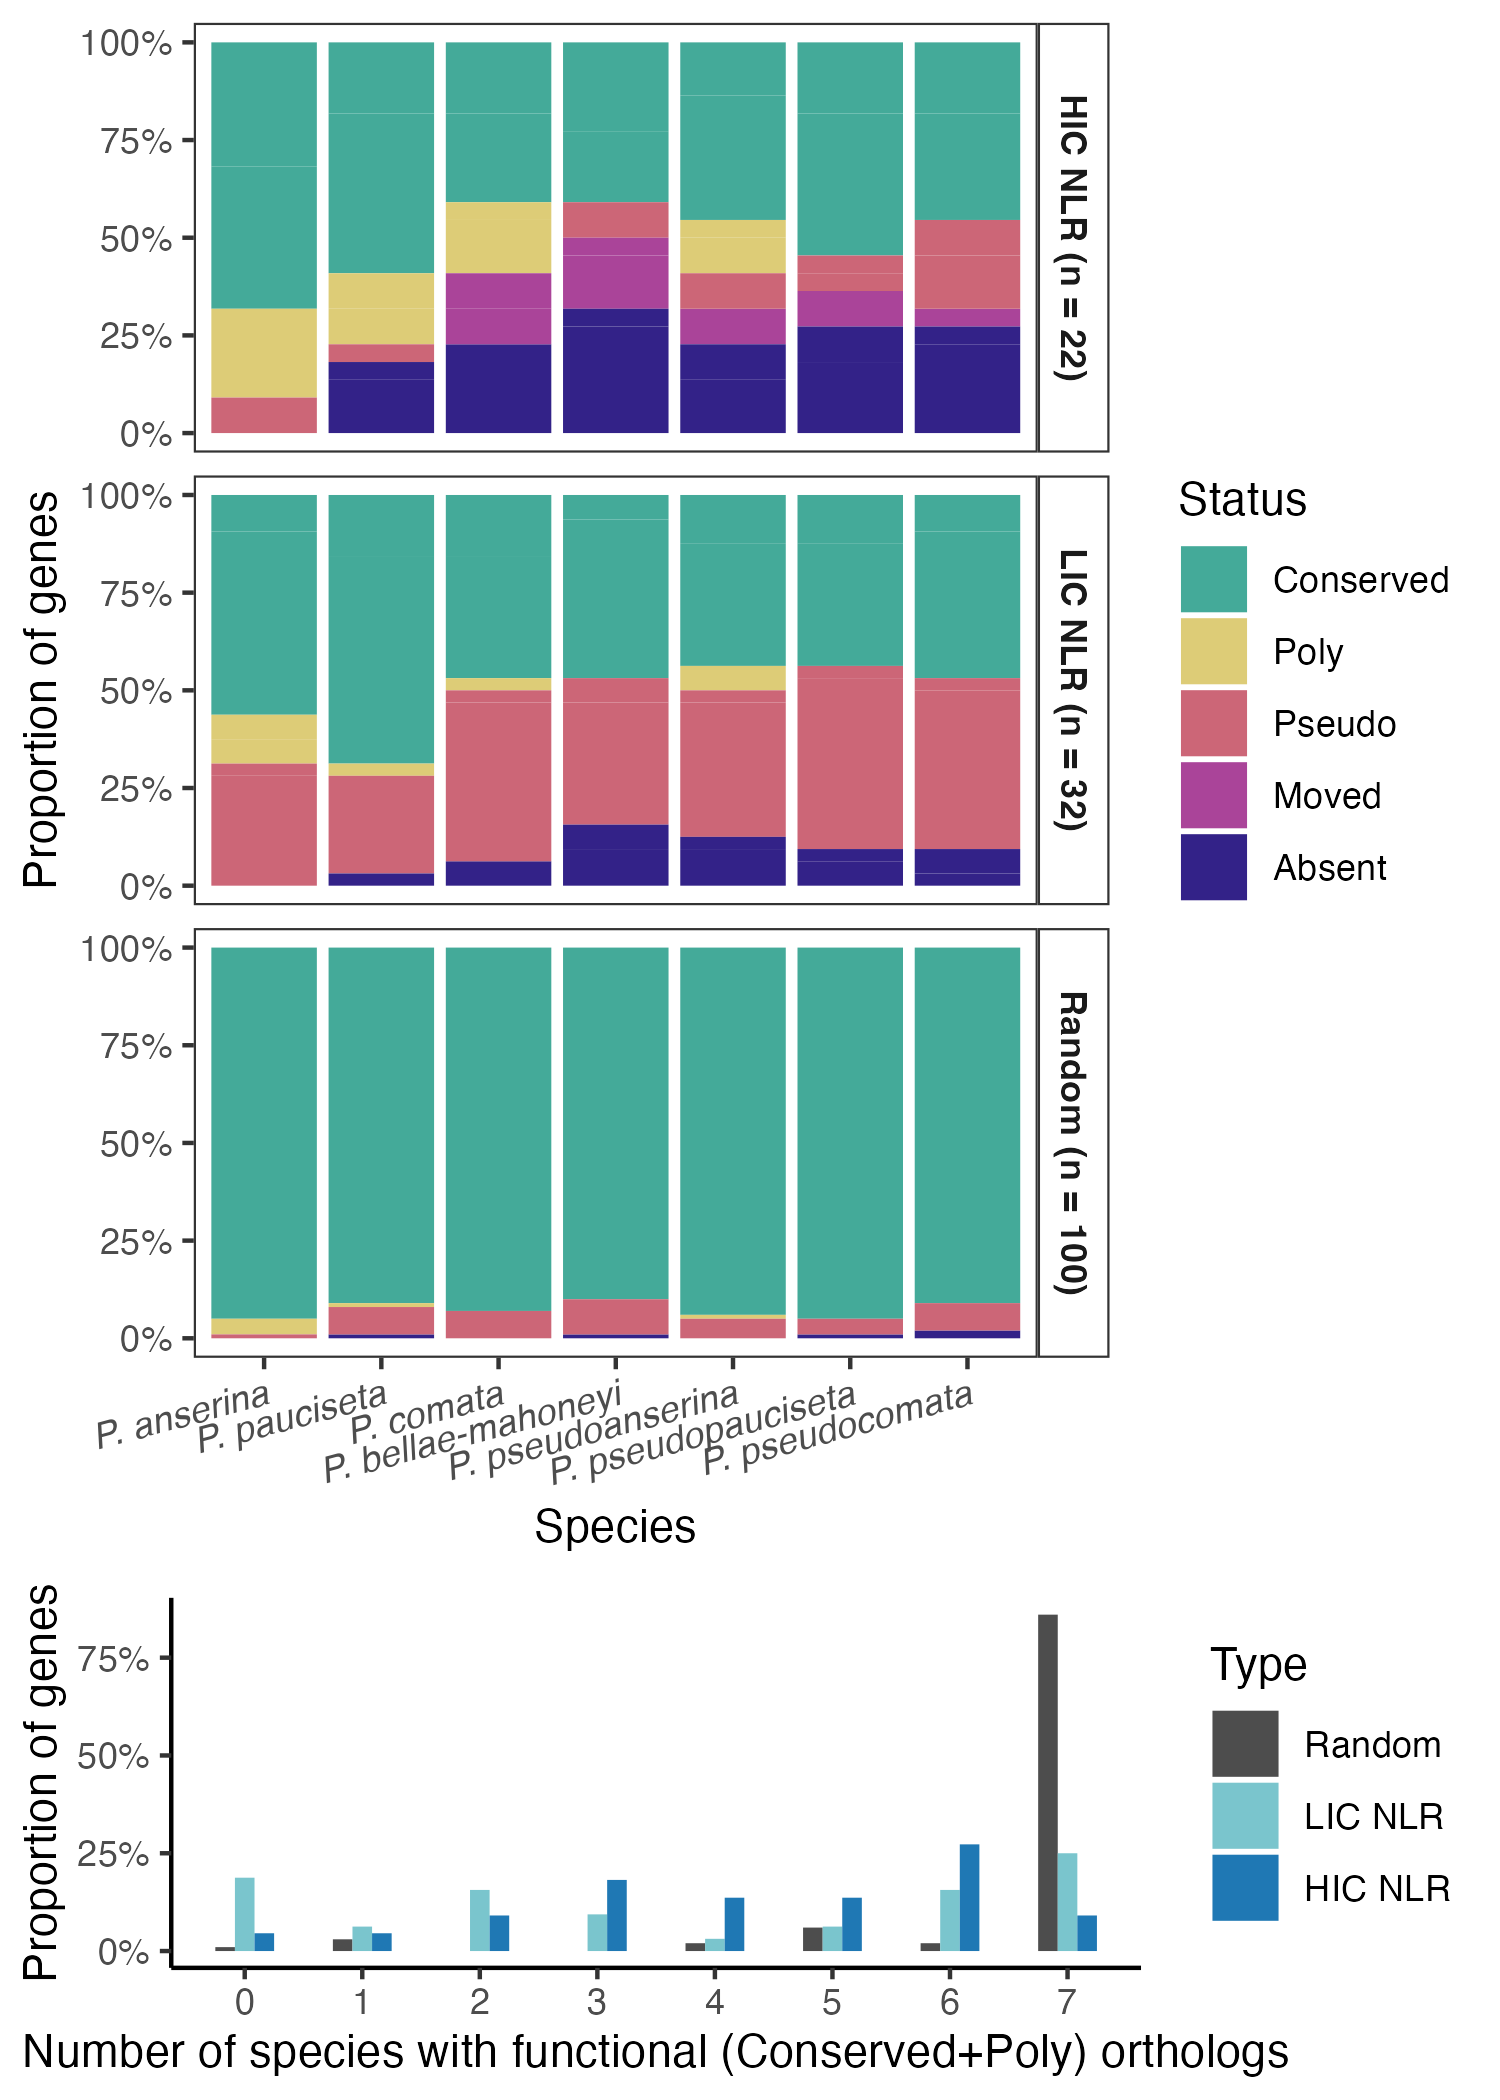 100%
75%
50%
25%
0%
HIC NLR (n = 22)
100%
75%
50%
25%
0%
LIC NLR (n = 32)
Proportion of genes
Status
Conserved
Poly
Pseudo
Moved
Absent
100%
75%
50%
25%
0%
Random (n = 100)
P. anserina
P. pauciseta
P. comata
P. bellae-mahoneyi
P. pseudoanserina
P. pseudopauciseta
P. pseudocomata
Species
Proportion of genes
75%
50%
25%
0%
0 1 2 3 4 5 6 7
Number of species with functional (Conserved+Poly) orthologs
Type
Random
LIC NLR
HIC NLR